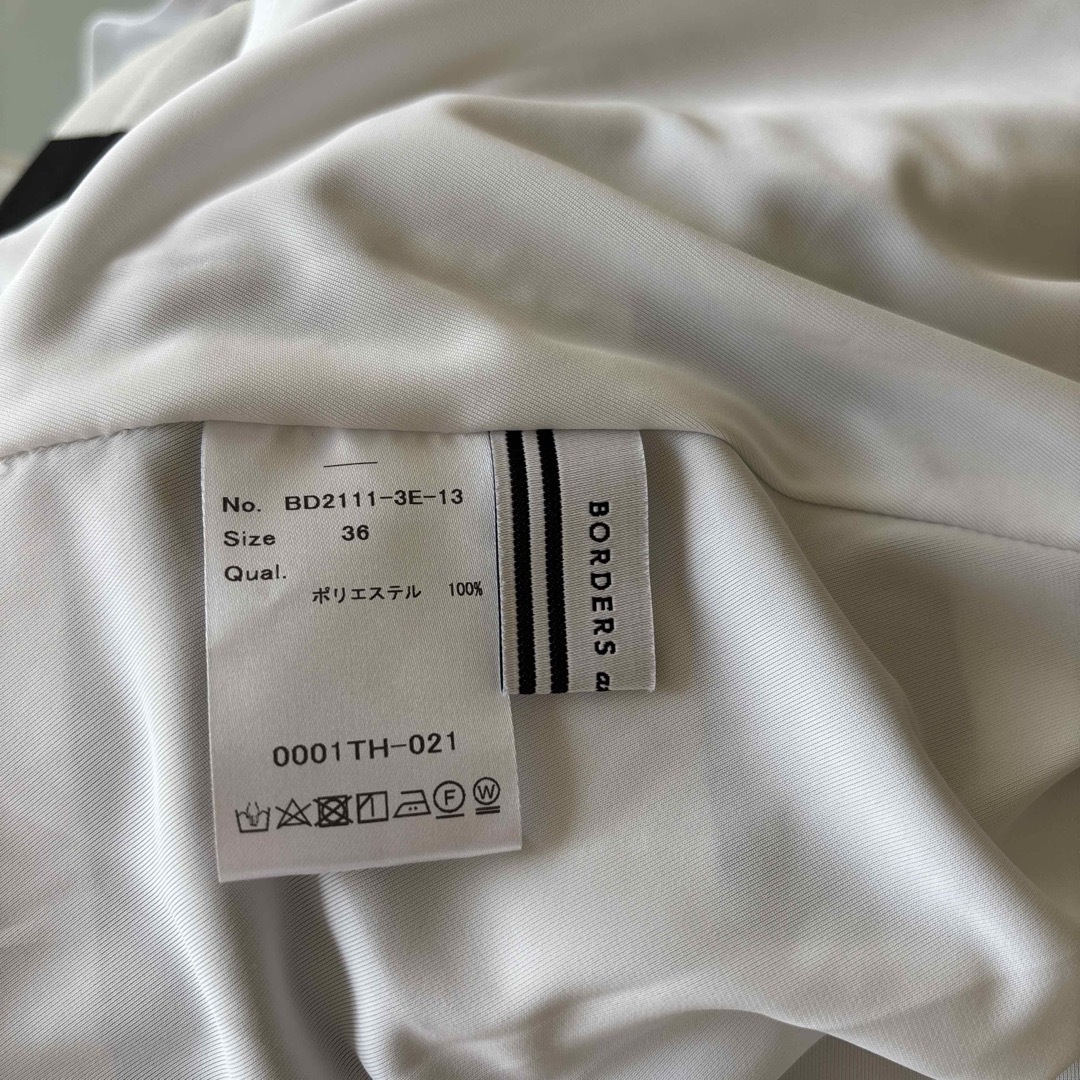 No. BD2111-3E-13
Size 36
Qual.
ポリエステル 100%
0001TH-021
F W
BORDERS